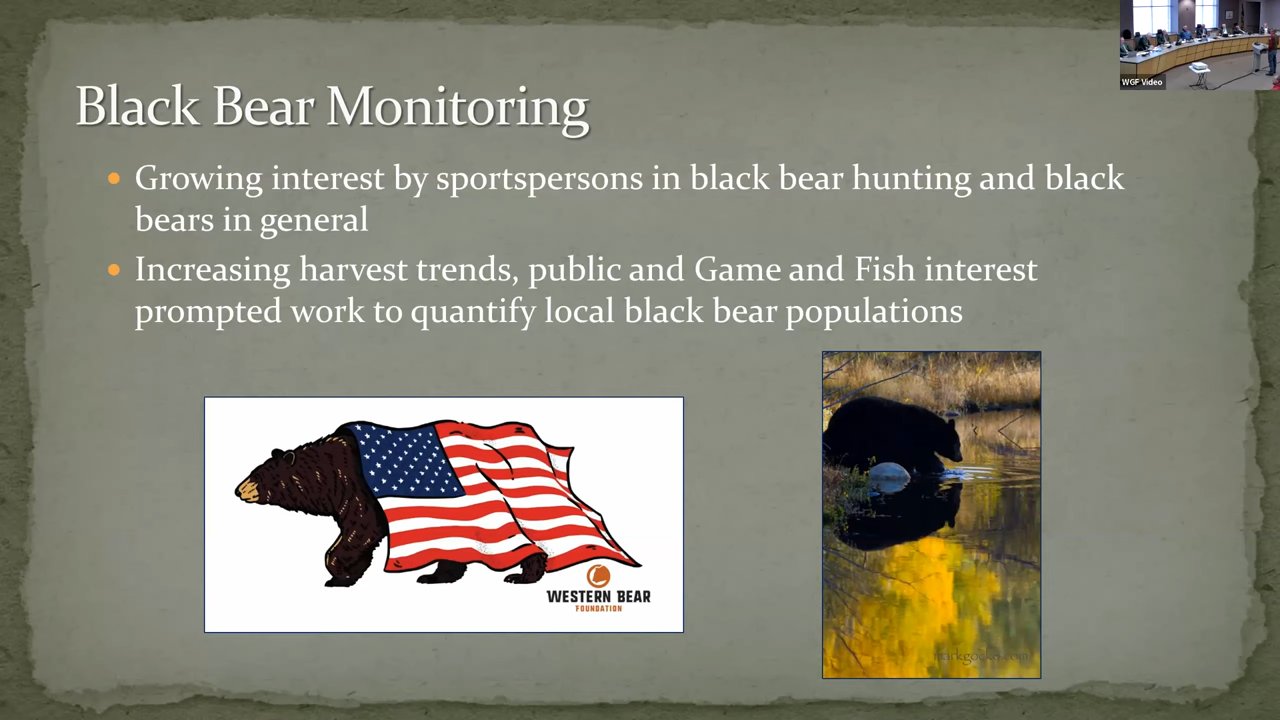 WGF Video
Black Bear Monitoring
Growing interest by sportspersons in black bear hunting and black
bears in general
Increasing harvest trends, public and Game and Fish interest
prompted work to quantify local black bear populations
WESTERN BEAR
FOUNDATION